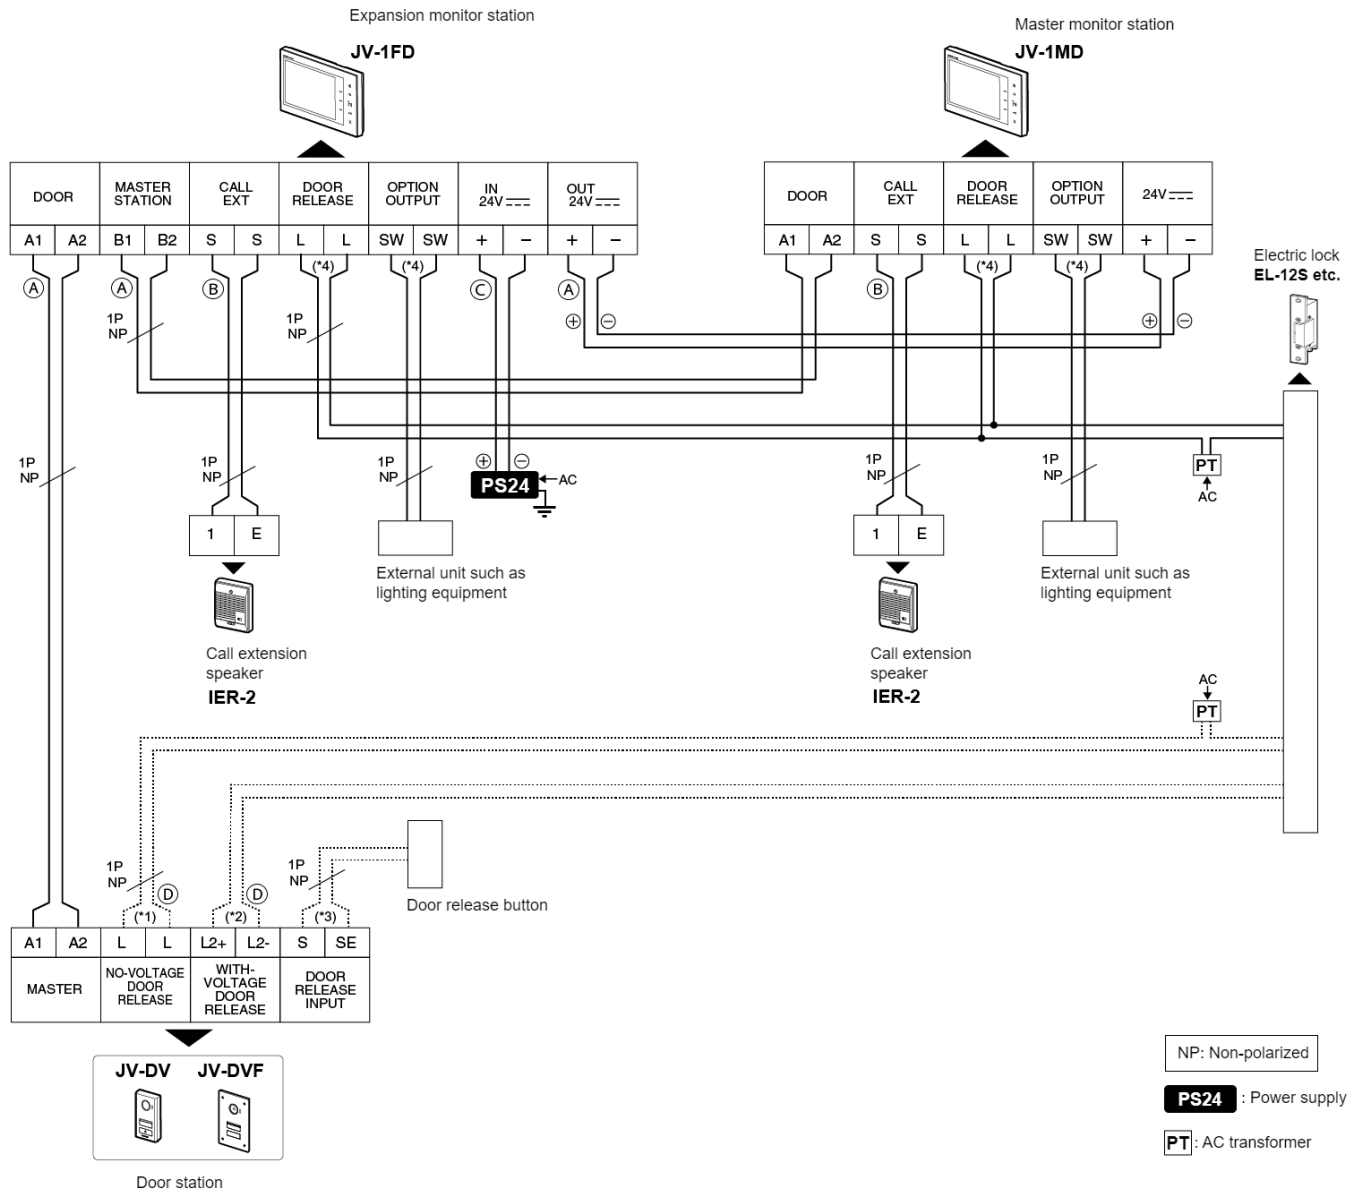 Expansion monitor station
JV-1FD
Master monitor station
JV-1MD
DOOR
MASTER
STATION
CALL
EXT
DOOR
RELEASE
OPTION
OUTPUT
IN
24V
OUT
24V
A1 A2 B1 B2 S S L L SW SW + − + −
DOOR
CALL
EXT
DOOR
RELEASE
OPTION
OUTPUT
24V
A1 A2 S S L L SW SW + −
Electric lock
EL-12S etc.
(*4) (*4) (*4) (*4)
A A B C A B
1P
NP
1P
NP
⊕ ⊖ ⊕ ⊖
1P
NP
1P
NP
1P
NP
⊕ ⊖
PS24
AC
1P
NP
1P
NP
PT
AC
1 E
1 E
External unit such as
lighting equipment
External unit such as
lighting equipment
Call extension
speaker
IER-2
Call extension
speaker
IER-2
AC
PT
1P
NP
D
D
1P
NP
Door release button
(*1) (*2) (*3)
A1 A2 L L L2+ L2- S SE
MASTER
NO-VOLTAGE
DOOR
RELEASE
WITH-
VOLTAGE
DOOR
RELEASE
DOOR
RELEASE
INPUT
JV-DV JV-DVF
Door station
NP: Non-polarized
PS24 : Power supply
PT : AC transformer